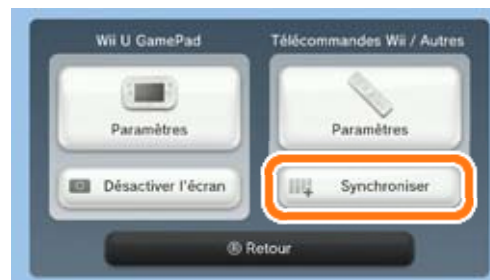 Wii U GamePad
Télécommandes Wii / Autres
Paramètres
Paramètres
Désactiver l'écran
Synchroniser
Ⓑ Retour